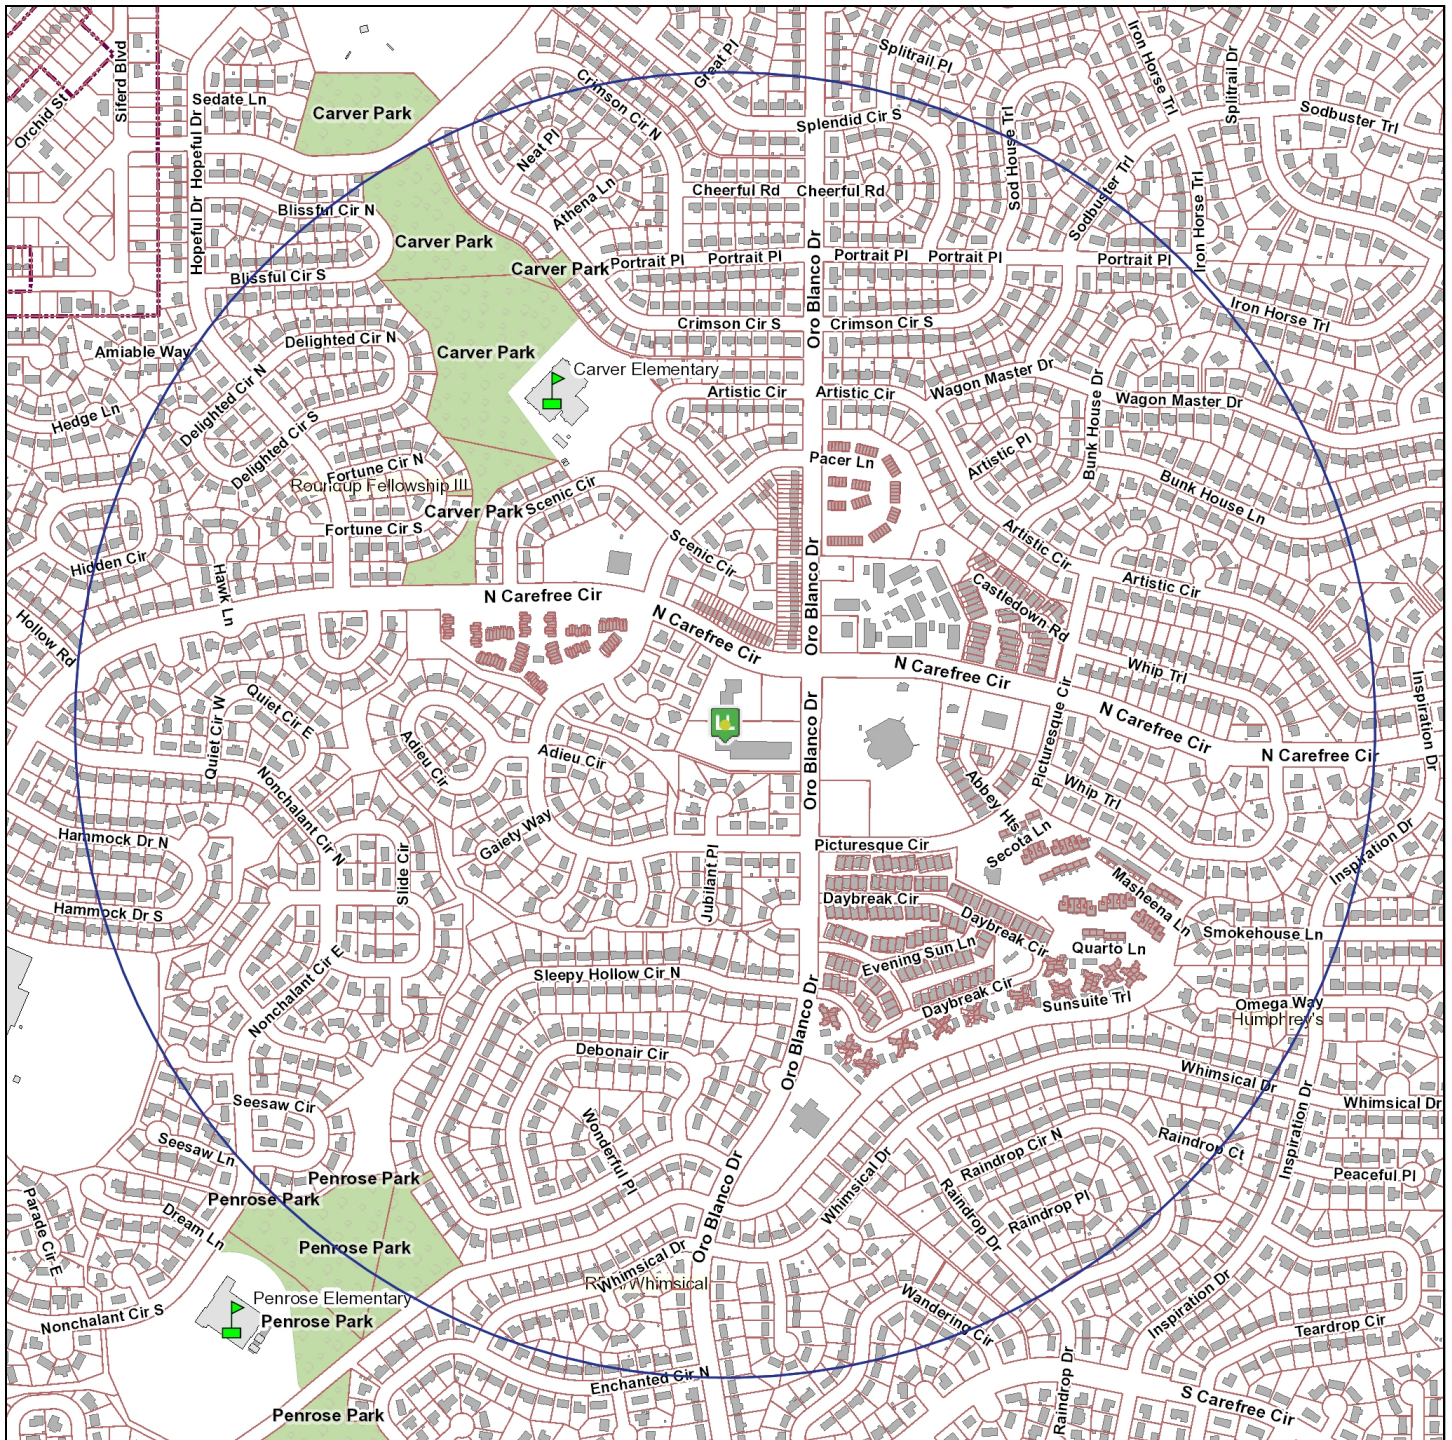 Great Pl
Splitrail Pl
Iron Horse Trl
Splitrail Dr
Siferd Blvd
Orchid St
Sedate Ln
Carver Park
Crimson Cir N
Splendid Cir S
Sodbuster Trl
Hopeful Dr
Neat Pl
Sod House Trl
Cheerful Rd
Cheerful Rd
Athena Ln
Sodbuster Trl
Iron Horse Trl
Blissful Cir N
Hopeful Dr
Carver Park
Oro Blanco Dr
Carver Park
Portrait Pl
Portrait Pl
Portrait Pl
Portrait Pl
Portrait Pl
Blissful Cir S
Iron Horse Trl
Crimson Cir S
Crimson Cir S
Delighted Cir N
Amiable Way
Carver Park
Carver Elementary
Artistic Cir
Artistic Cir
Wagon Master Dr
Wagon Master Dr
Delighted Cir N
Hedge Ln
Delighted Cir S
Bunk House Dr
Artistic Pl
Pacer Ln
Fortune Cir N
Roundup Fellowship III
Bunk House Ln
Carver Park
Scenic Cir
Fortune Cir S
Scenic Cir
Artistic Cir
Hidden Cir
Oro Blanco Dr
Artistic Cir
Hawk Ln
N Carefree Cir
Castledown Rd
Hollow Rd
N Carefree Cir
N Carefree Cir
Whip Trl
Quiet Cir E
Quiet Cir W
Oro Blanco Dr
Picturesque Cir
N Carefree Cir
N Carefree Cir
Inspiration Dr
Adieu Cir
Adieu Cir
Whip Trl
Abbey Hts
Nonchalant Cir N
Hammock Dr N
Gaiety Way
Picturesque Cir
Secota Ln
Inspiration Dr
Slide Cir
Jubilant Pl
Masheena Ln
Hammock Dr S
Daybreak Cir
Daybreak Cir
Smokehouse Ln
Evening Sun Ln
Quarto Ln
Sleepy Hollow Cir N
Nonchalant Cir E
Daybreak Cir
Sunsuite Trl
Omega Way
Humphrey's
Oro Blanco Dr
Debonair Cir
Whimsical Dr
Whimsical Dr
Seesaw Cir
Wonderful Pl
Inspiration Dr
Raindrop Cir N
Raindrop Ct
Seesaw Ln
Peaceful Pl
Whimsical Dr
Penrose Park
Penrose Park
Raindrop Dr
Raindrop Pl
Oro Blanco Dr
Parade Cir E
Dream Ln
Penrose Park
Whimsical Dr
Whimsical
Penrose Elementary
Penrose Park
Nonchalant Cir S
Wandering Cir
Inspiration Dr
Teardrop Cir
Enchanted Cir N
Raindrop Dr
S Carefree Cir
Penrose Park